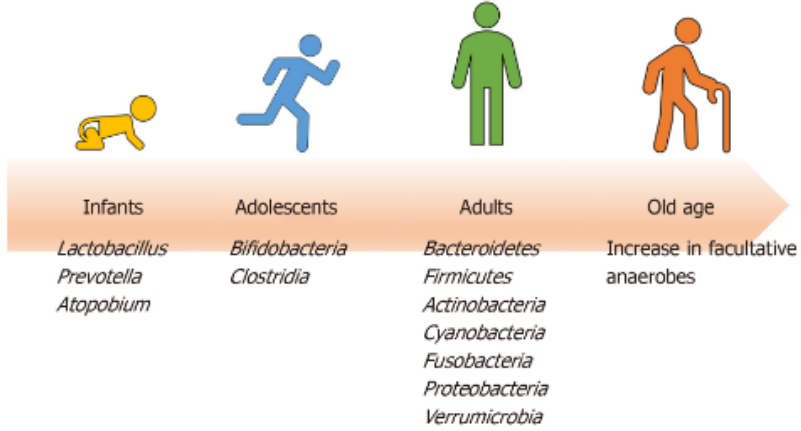 Infants
Adolescents
Adults
Old age
Lactobacillus
Prevotella
Atopobium
Bifidobacteria
Clostridia
Bacteroidetes
Firmicutes
Actinobacteria
Cyanobacteria
Fusobacteria
Proteobacteria
Verrumicrobia
Increase in facultative
anaerobes